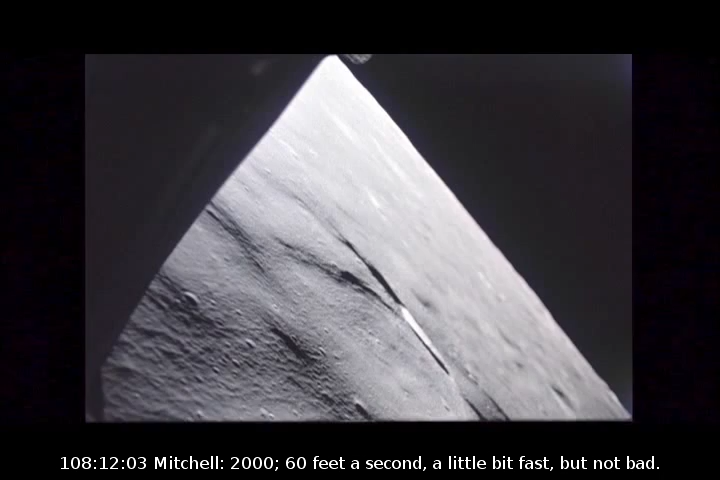 108:12:03 Mitchell: 2000; 60 feet a second, a little bit fast, but not bad.